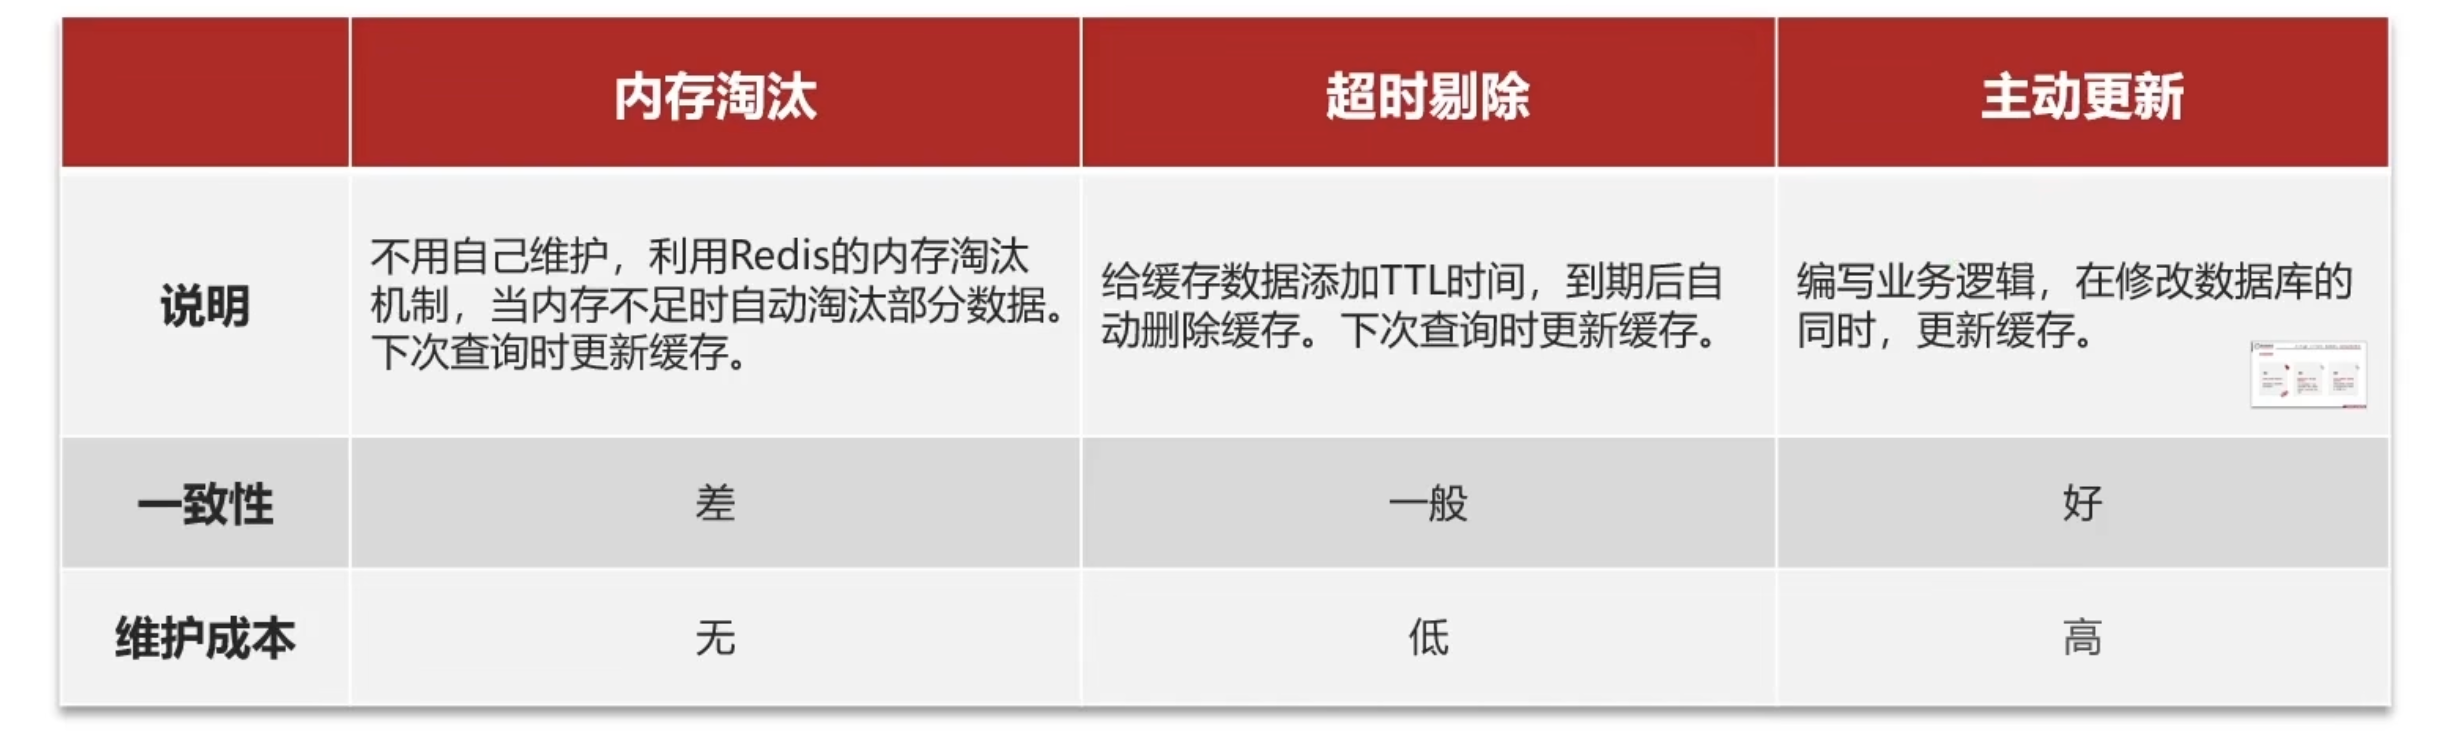 内存淘汰
超时剔除
主动更新
说明
不用自己维护，利用Redis的内存淘汰
机制，当内存不足时自动淘汰部分数据。
下次查询时更新缓存。
给缓存数据添加TTL时间，到期后自
动删除缓存。下次查询时更新缓存。
编写业务逻辑，在修改数据库的
同时，更新缓存。
一致性
差
一般
好
维护成本
无
低
高